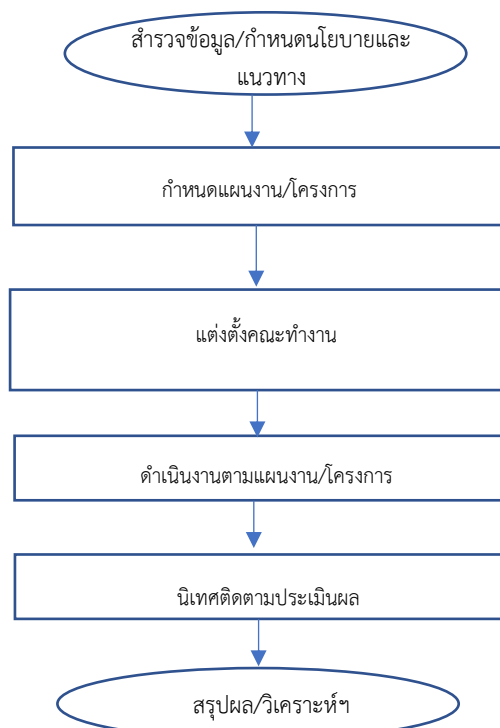 สำรวจข้อมูล/กำหนดนโยบายและ
แนวทาง
กำหนดแผนงาน/โครงการ
แต่งตั้งคณะทำงาน
ดำเนินงานตามแผนงาน/โครงการ
นิเทศติดตามประเมินผล
สรุปผล/วิเคราะห์ฯ